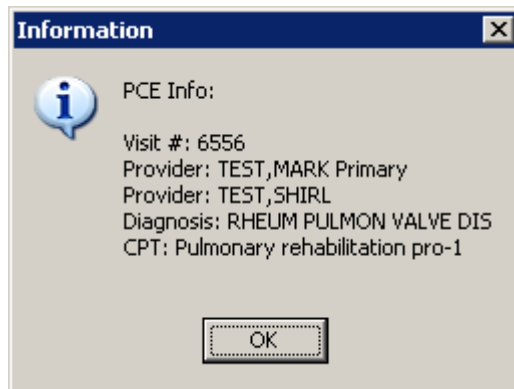 Information
PCE Info:
Visit #: 6556
Provider: TEST,MARK Primary
Provider: TEST,SHIRL
Diagnosis: RHEUM PULMON VALVE DIS
CPT: Pulmonary rehabilitation pro-1
OK